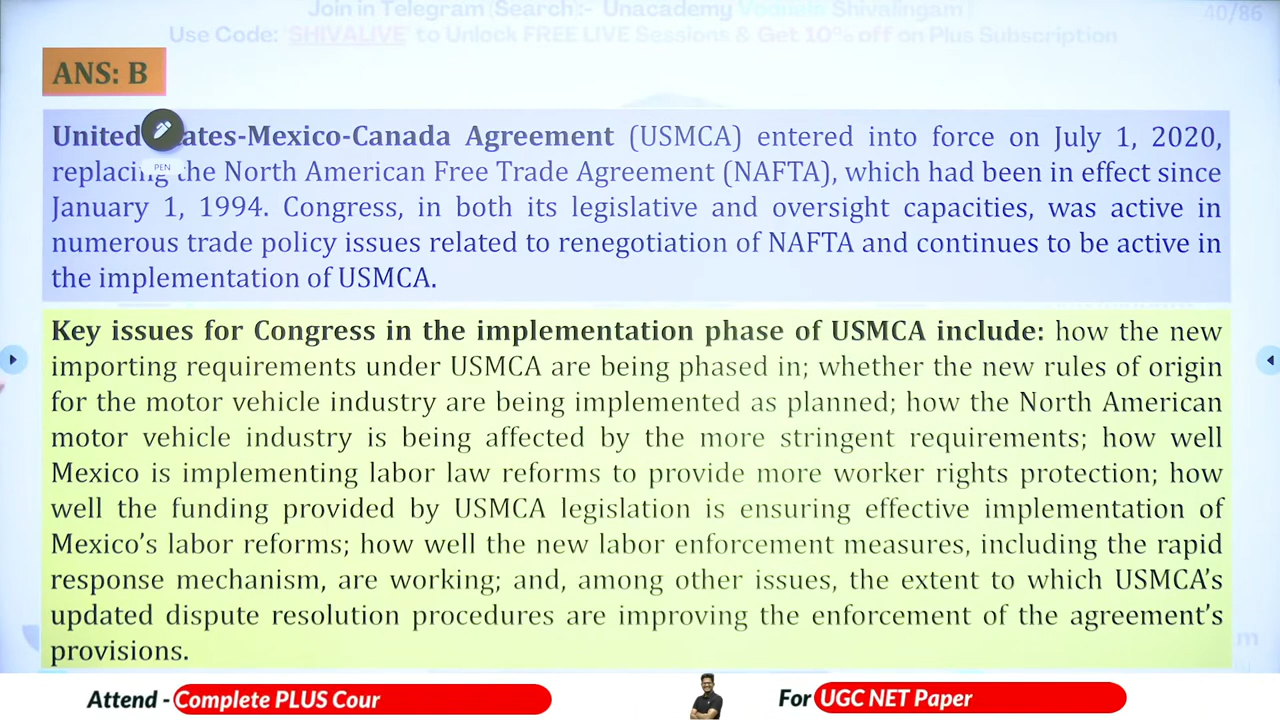 Join in Telegram (Search):- Unacademy Voomets Shivalingam
40/86
Use Code: SHIVALIVE to Unlock FREE LIVE Sessions & Get 10% off on Plus Subscription
ANS: B
United ates-Mexico-Canada Agreement (USMCA) entered into force on July 1, 2020,
PEN
replacing the North American Free Trade Agreement (NAFTA), which had been in effect since
January 1, 1994. Congress, in both its legislative and oversight capacities, was active in
numerous trade policy issues related to renegotiation of NAFTA and continues to be active in
the implementation of USMCA.
Key issues for Congress in the implementation phase of USMCA include: how the new
importing requirements under USMCA are being phased in; whether the new rules of origin
for the motor vehicle industry are being implemented as planned; how the North American
motor vehicle industry is being affected by the more stringent requirements; how well
Mexico is implementing labor law reforms to provide more worker rights protection; how
well the funding provided by USMCA legislation is ensuring effective implementation of
Mexico's labor reforms; how well the new labor enforcement measures, including the rapid
response mechanism, are working; and, among other issues, the extent to which USMCA's
updated dispute resolution procedures are improving the enforcement of the agreement's
provisions.
Attend - Complete PLUS Cour
For UGC NET Paper